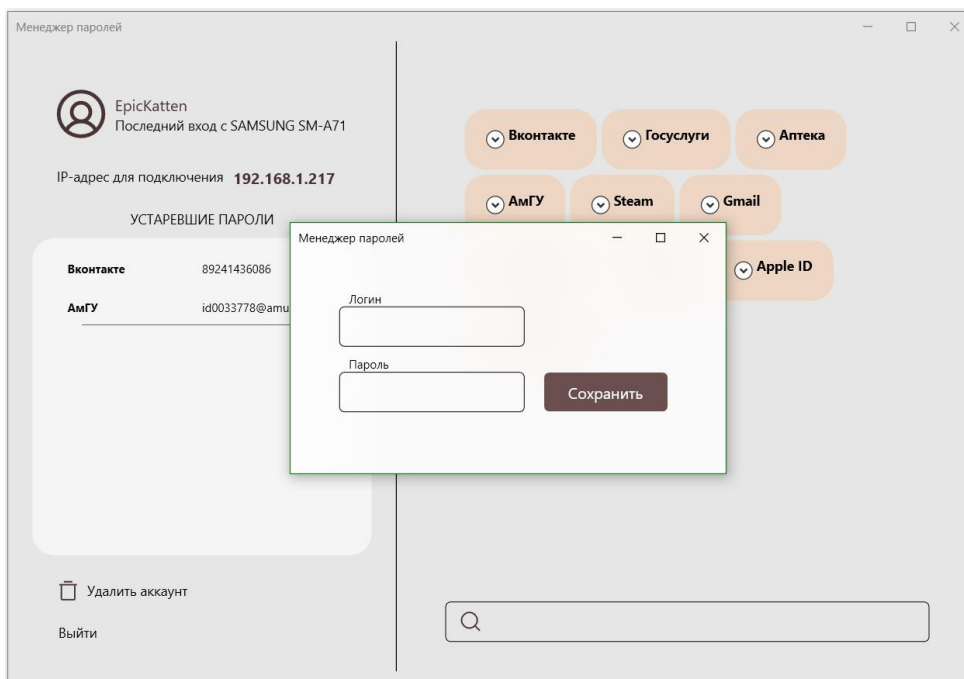 Менеджер паролей
EpicKatten
Последний вход с SAMSUNG SM-A71
IP-адрес для подключения 192.168.1.217
УСТАРЕВШИЕ ПАРОЛИ
Вконтакте 89241436086
АмГУ id0033778@amu
Удалить аккаунт
Выйти
Вконтакте Госуслуги Аптека
АмГУ Steam Gmail
Apple ID
Менеджер паролей
Логин
Пароль
Сохранить